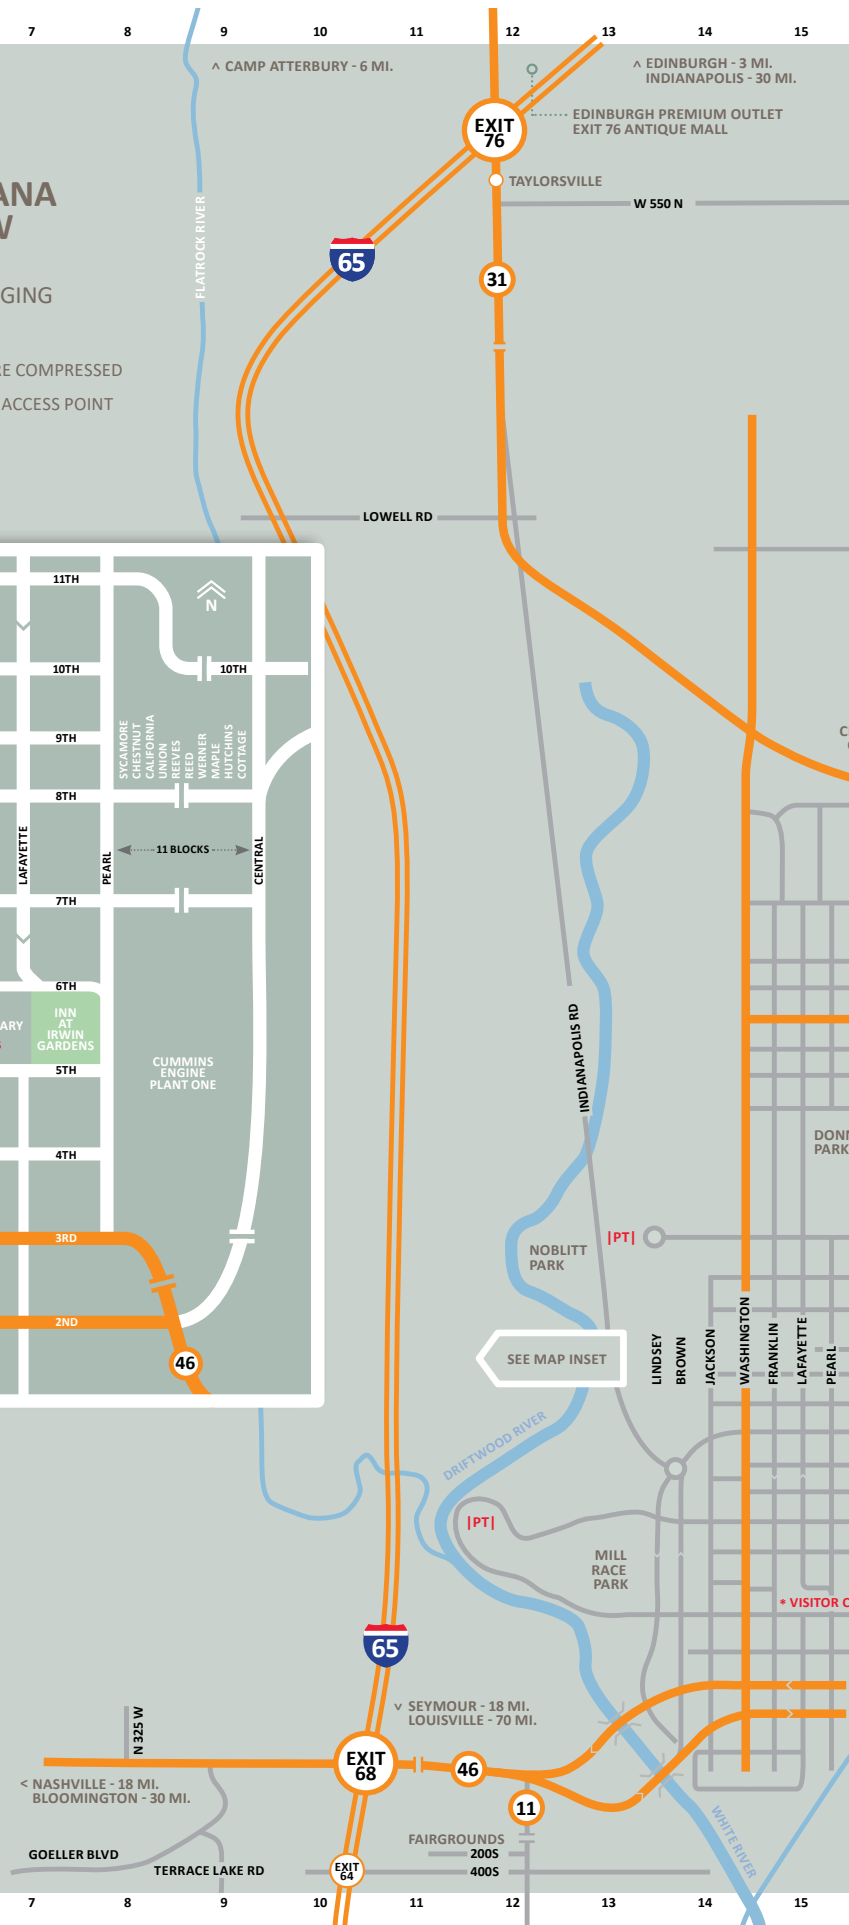 7 8 9 10 11 12 13 14 15
^ CAMP ATTERBURY - 6 MI.
^ EDINBURGH - 3 MI.
INDIANAPOLIS - 30 MI.
EDINBURGH PREMIUM OUTLET
EXIT 76 ANTIQUE MALL
EXIT
76
TAYLORSVILLE
W 550 N
ANA
W
FLATROCK RIVER
65
31
GING
RE COMPRESSED
ACCESS POINT
LOWELL RD
11TH
N
10TH
10TH
9TH
SYCAMORE
CHESTNUT
CALIFORNIA
UNION
REEVES
REED
WERNER
MAPLE
HUTCHINS
COTTAGE
8TH
LAFAYETTE
PEARL
11 BLOCKS
CENTRAL
7TH
6TH
ARY
S
INN
AT
IRWIN
GARDENS
5TH
CUMMINS
ENGINE
PLANT ONE
4TH
3RD
2ND
46
INDIANAPOLIS RD
DONN
PARK
|PT|
NOBLITT
PARK
SEE MAP INSET
LINDSEY
BROWN
JACKSON
WASHINGTON
FRANKLIN
LAFAYETTE
PEARL
DRIFTWOOD RIVER
|PT|
MILL
RACE
PARK
* VISITOR C
65
v SEYMOUR - 18 MI.
LOUISVILLE - 70 MI.
N 325 W
EXIT
68
46
11
< NASHVILLE - 18 MI.
BLOOMINGTON - 30 MI.
FAIRGROUNDS
200S
400S
GOELLER BLVD
TERRACE LAKE RD
EXIT
64
WHITE RIVER
7 8 9 10 11 12 13 14 15